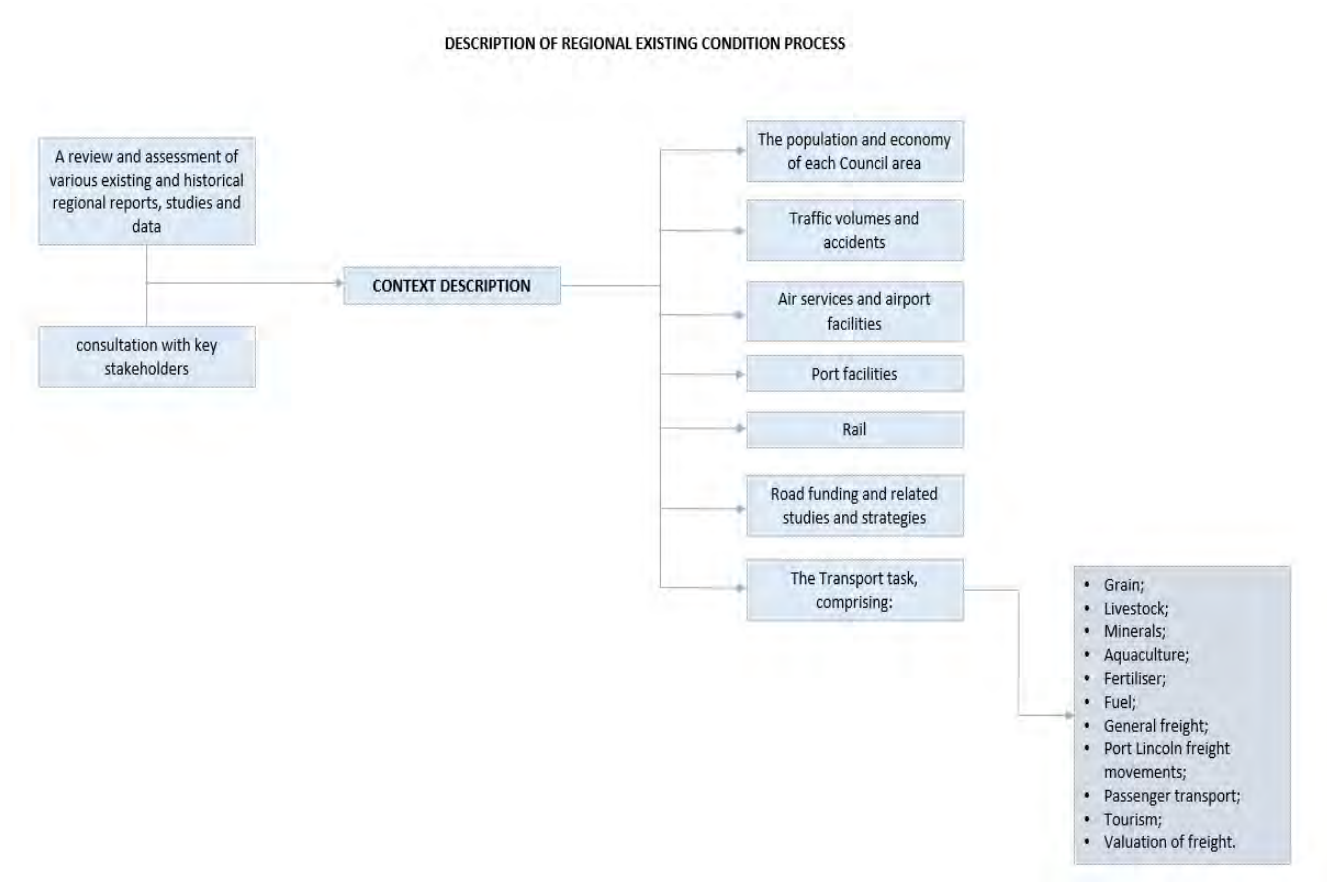 DESCRIPTION OF REGIONAL EXISTING CONDITION PROCESS
A review and assessment of
various existing and historical
regional reports, studies and
data
consultation with key
stakeholders
CONTEXT DESCRIPTION
The population and economy
of each Council area
Traffic volumes and
accidents
Air services and airport
facilities
Port facilities
Rail
Road funding and related
studies and strategies
The Transport task,
comprising:
• Grain;
• Livestock;
• Minerals;
• Aquaculture;
• Fertiliser;
• Fuel;
• General freight;
• Port Lincoln freight
movements;
• Passenger transport;
• Tourism;
• Valuation of freight.